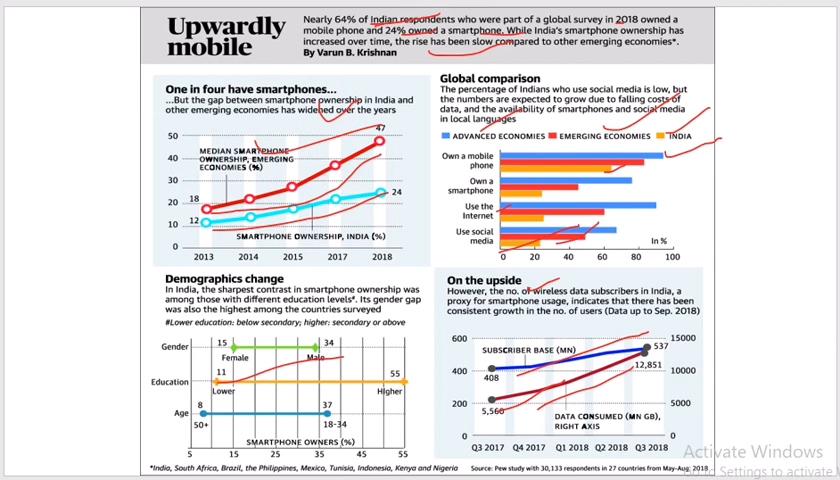 Upwardly
mobile
Nearly 64% of Indian respondents who were part of a global survey in 2018 owned a
mobile phone and 24% owned a smartphone. While India's smartphone ownership has
increased over time, the rise has been slow compared to other emerging economies*.
By Varun B. Krishnan
One in four have smartphones...
...But the gap between smartphone ownership in India and
other emerging economies has widened over the years
50
40
30
20
10
0
MEDIAN SMARTPHONE
OWNERSHIP, EMERGING
ECONOMIES (%)
47
18
12
24
SMARTPHONE OWNERSHIP, INDIA (%)
2013 2014 2015 2017 2018
Global comparison
The percentage of Indians who use social media is low, but
the numbers are expected to grow due to falling costs of
data, and the availability of smartphones and social media
in local languages
ADVANCED ECONOMIES EMERGING ECONOMIES INDIA
Own a mobile
phone
Own a
smartphone
Use the
Internet
Use social
media
In %
0 20 40 60 80 100
Demographics change
In India, the sharpest contrast in smartphone ownership was
among those with different education levels#. Its gender gap
was also the highest among the countries surveyed
#Lower education: below secondary; higher: secondary or above
Gender 15 34
Female Male
Education 11 55
Lower Higher
Age 8 37
50+ 18-34
SMARTPHONE OWNERS (%)
5 15 25 35 45 55
On the upside
However, the no. of wireless data subscribers in India, a
proxy for smartphone usage, indicates that there has been
consistent growth in the no. of users (Data up to Sep. 2018)
600 15000
SUBSCRIBER BASE (MN) 537
400 10000
408 12,851
200 5000
5,560
DATA CONSUMED (MN GB),
RIGHT AXIS
0 0
Q3 2017 Q4 2017 Q1 2018 Q2 2018 Q3 2018
*India, South Africa, Brazil, the Philippines, Mexico, Tunisia, Indonesia, Kenya and Nigeria
Source: Pew study with 30,133 respondents in 27 countries from May-Aug, 2018
Activate Windows
Go to Settings to activate